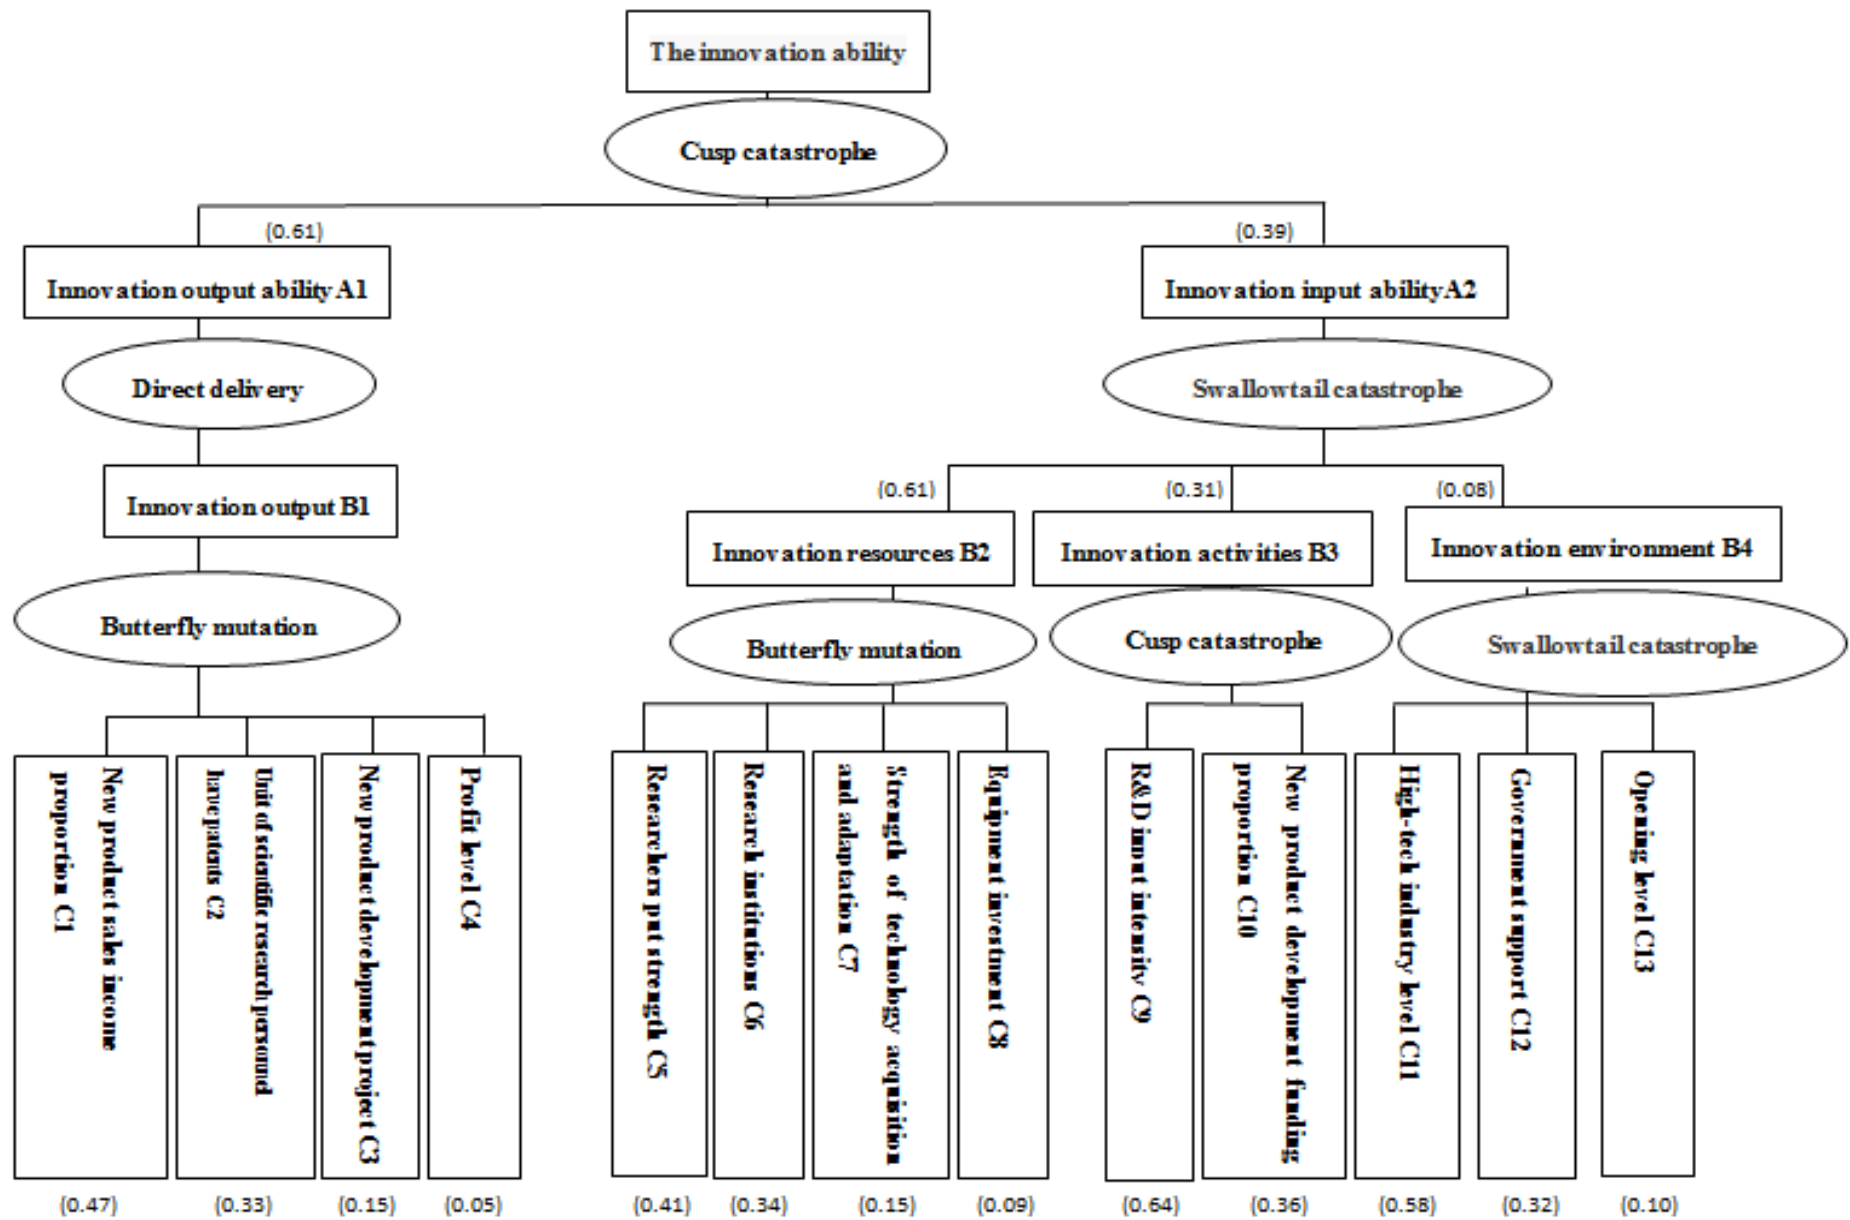 The innovation ability
Cusp catastrophe
(0.61)
(0.39)
Innovation output ability A1
Innovation input ability A2
Direct delivery
Swallowtail catastrophe
(0.61)
(0.31)
(0.08)
Innovation output B1
Innovation resources B2
Innovation activities B3
Innovation environment B4
Butterfly mutation
Butterfly mutation
Cusp catastrophe
Swallowtail catastrophe
New product sales income
proportion C1
Unit of scientific research personnel
have patents C2
New product development project C3
Profit level C4
Researchers put strength C5
Research institutions C6
Strength of technology acquisition
and adaptation C7
Equipment investment C8
R&D input intensity C9
New product development funding
proportion C10
High-tech industry level C11
Government support C12
Opening level C13
(0.47)
(0.33)
(0.15)
(0.05)
(0.41)
(0.34)
(0.15)
(0.09)
(0.64)
(0.36)
(0.58)
(0.32)
(0.10)